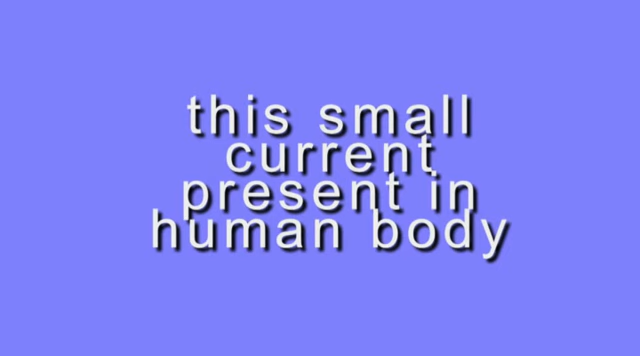 this small
current
present in
human body